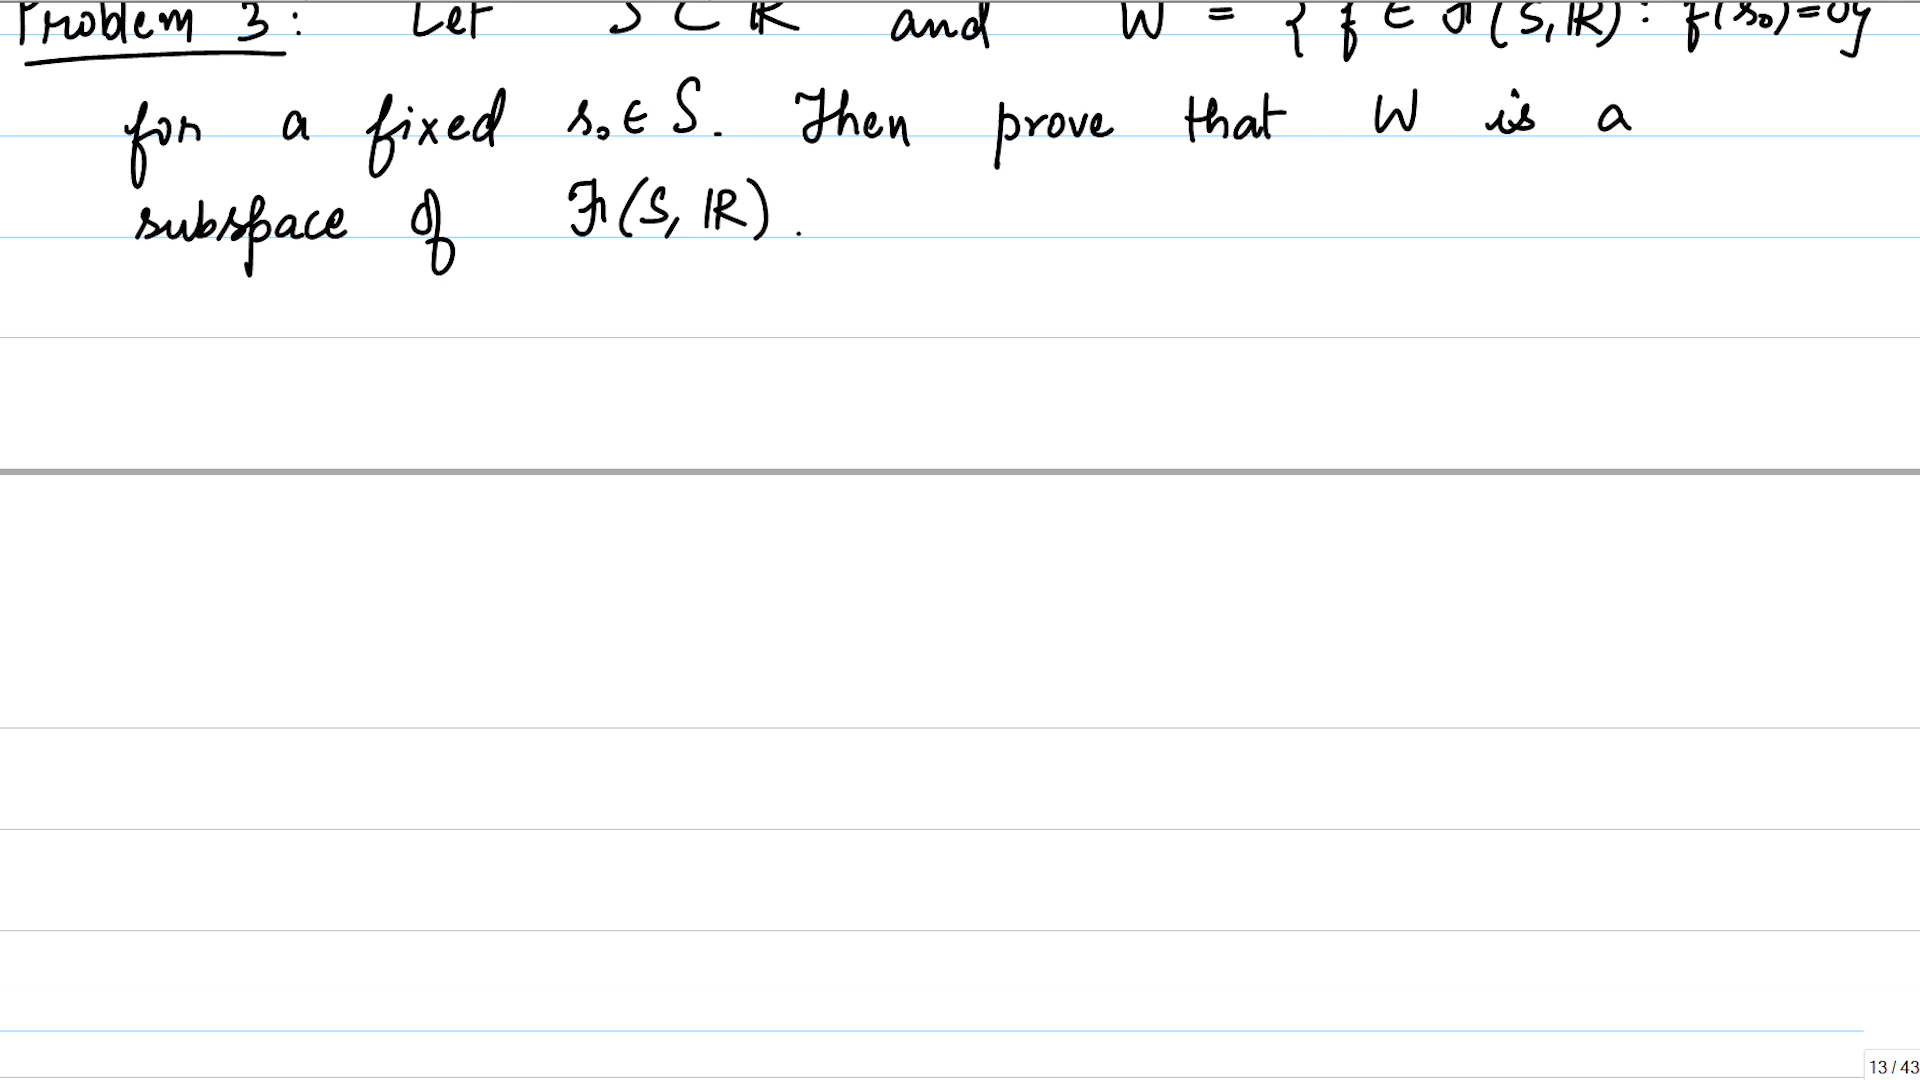 Problem 3: Let S ⊂ ℝ and W = { f ∈ ℱ(S, ℝ) : f(s₀)=0}
for a fixed s₀ ∈ S. Then prove that W is a
subspace of ℱ(S, ℝ).
13 / 43